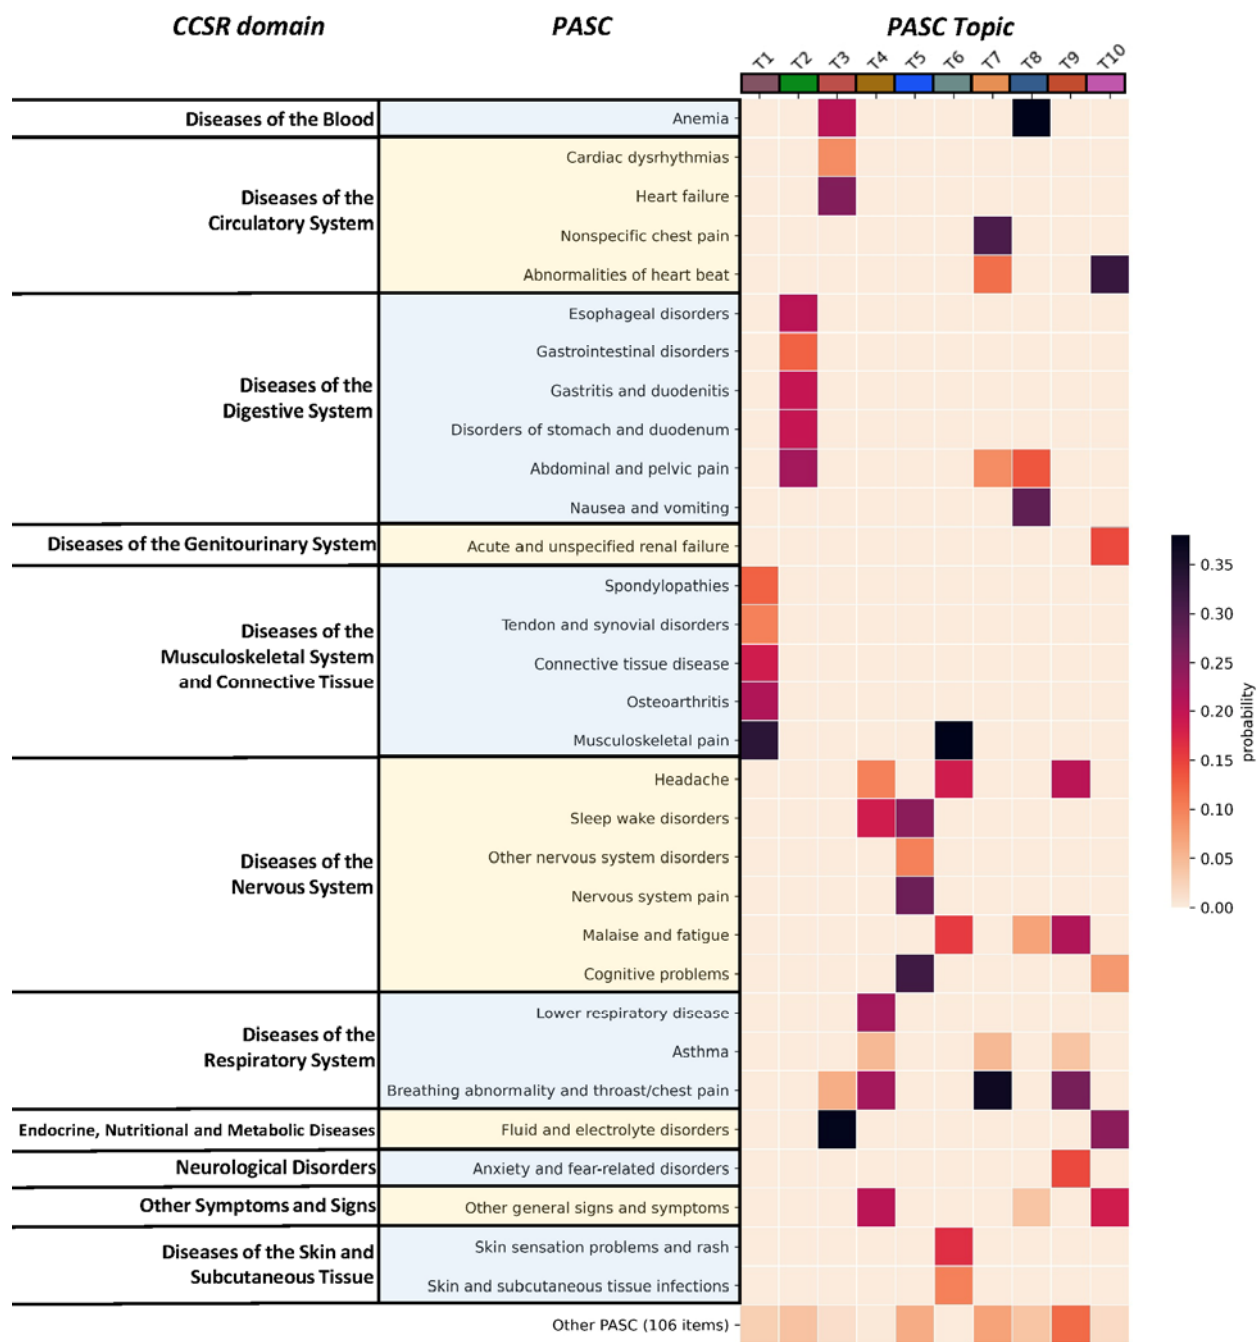 CCSR domain PASC PASC Topic
T1 T2 T3 T4 T5 T6 T7 T8 T9 T10
Diseases of the Blood Anemia
Cardiac dysrhythmias
Diseases of the
Circulatory System
Heart failure
Nonspecific chest pain
Abnormalities of heart beat
Esophageal disorders
Gastrointestinal disorders
Diseases of the
Digestive System
Gastritis and duodenitis
Disorders of stomach and duodenum
Abdominal and pelvic pain
Nausea and vomiting
Diseases of the Genitourinary System Acute and unspecified renal failure
Spondylopathies
Tendon and synovial disorders
Diseases of the
Musculoskeletal System
and Connective Tissue
Connective tissue disease
Osteoarthritis
Musculoskeletal pain
Headache
Sleep wake disorders
Diseases of the
Nervous System
Other nervous system disorders
Nervous system pain
Malaise and fatigue
Cognitive problems
Lower respiratory disease
Diseases of the
Respiratory System
Asthma
Breathing abnormality and throast/chest pain
Endocrine, Nutritional and Metabolic Diseases Fluid and electrolyte disorders
Neurological Disorders Anxiety and fear-related disorders
Other Symptoms and Signs Other general signs and symptoms
Diseases of the Skin and
Subcutaneous Tissue
Skin sensation problems and rash
Skin and subcutaneous tissue infections
Other PASC (106 items)
0.35
0.30
0.25
0.20
0.15
0.10
0.05
0.00
probability